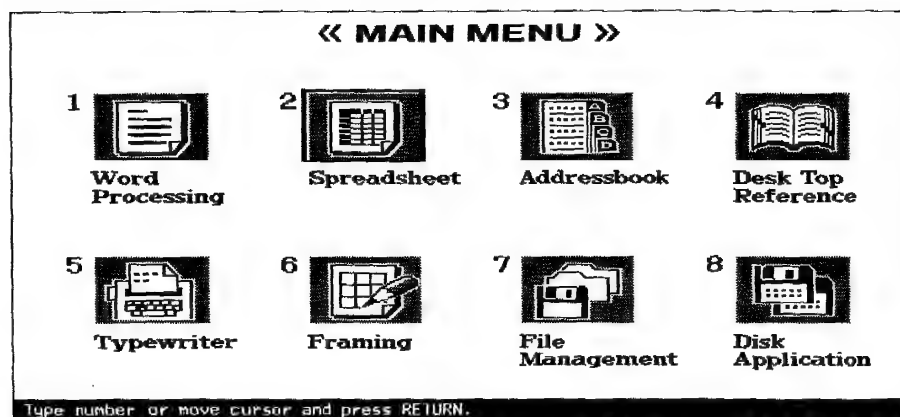 « MAIN MENU »
1 2 3 4
Word Processing
Spreadsheet
Addressbook
A
B
C
D
Desk Top Reference
5 6 7 8
Typewriter
Framing
File Management
Disk Application
Type number or move cursor and press RETURN.